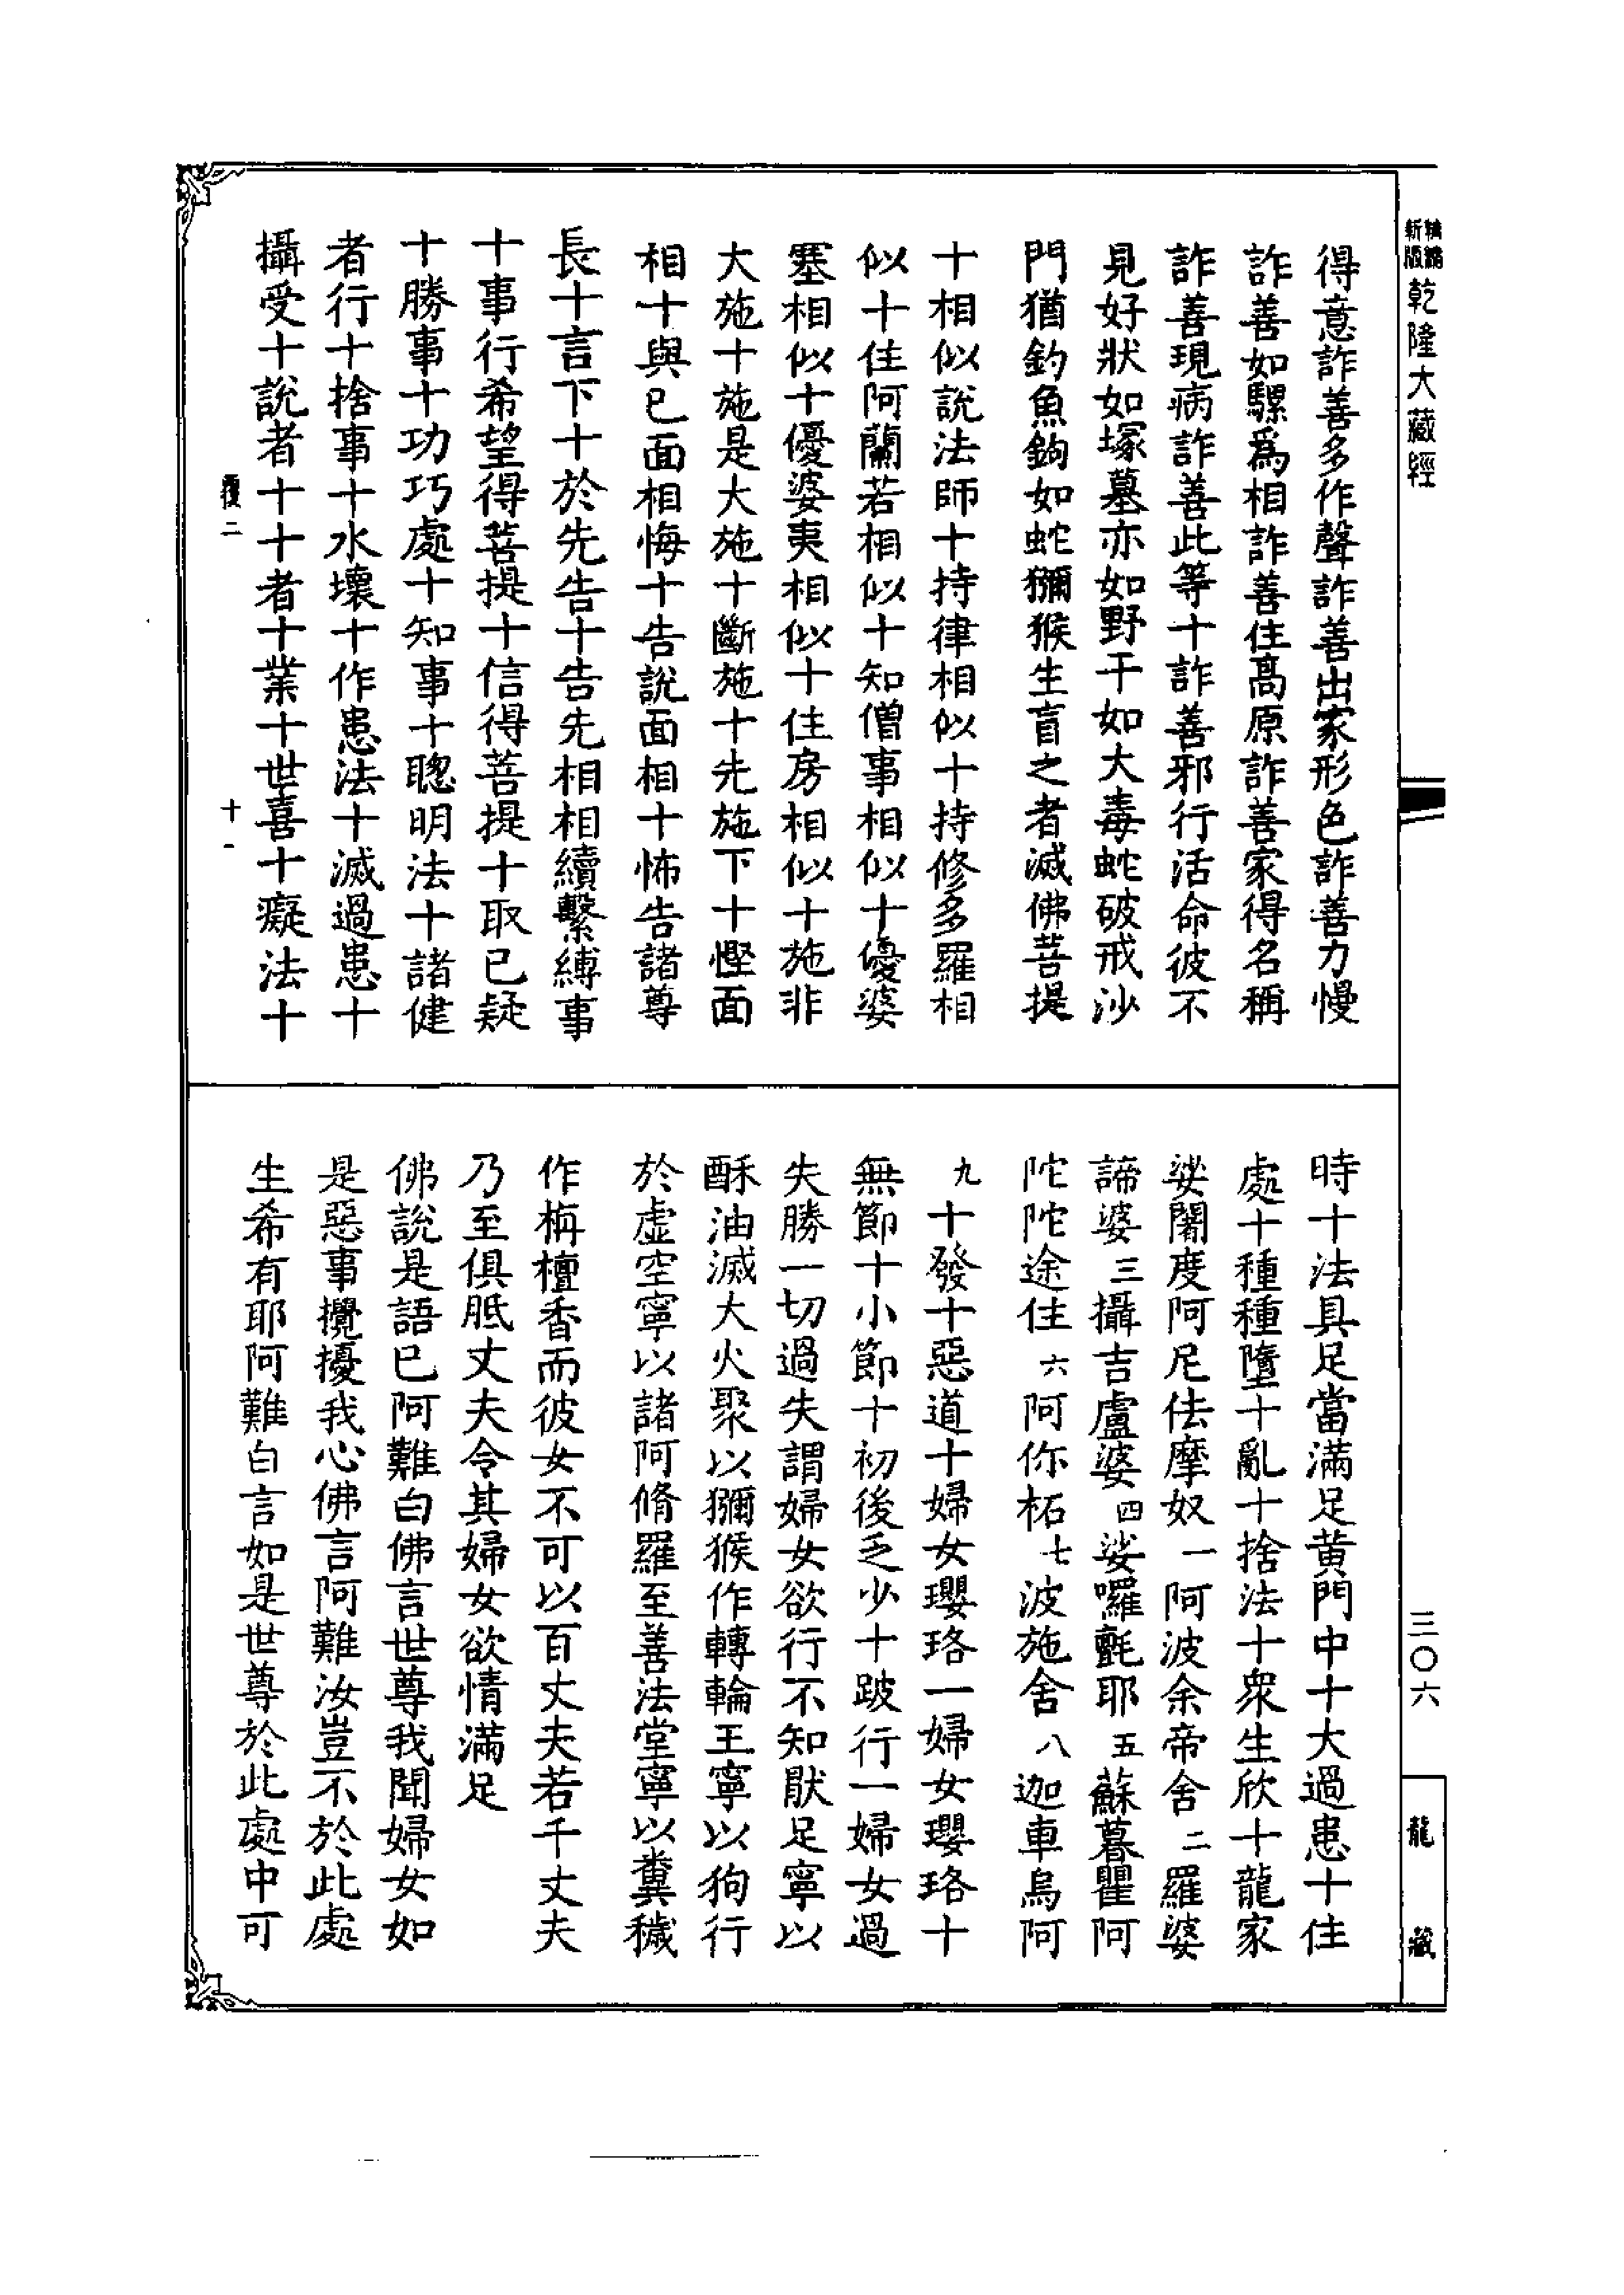 新版精縮乾隆大藏經
得意詐善多作聲詐善出家形色詐善力慢
詐善如騾爲相詐善住高原詐善家得名稱
詐善現病詐善此等十詐善邪行活命彼不
見好狀如塚墓亦如野干如大毒蛇破戒沙
門猶釣魚鉤如蛇獼猴生盲之者滅佛菩提
十相似說法師十持律相似十持修多羅相
似十住阿蘭若相似十知僧事相似十優婆
塞相似十優婆夷相似十住房相似十施非
大施十施是大施十斷施十先施下十慳面
相十與已面相悔十告說面相十怖告諸尊
長十言下十於先告十告先相相續繫縛事
十事行希望得菩提十信得菩提十取已疑
十勝事十功巧處十知事十聰明法十諸健
者行十捨事十水壞十作患法十滅過患十
攝受十說者十十者十業十世喜十癡法十
覆二
十一
時十法具足當滿足黄門中十大過患十住
處十種種墮十亂十捨法十衆生欣十龍家
娑闍度阿尼佉摩奴一阿波余帝舍二羅婆
諦婆三攝吉盧婆四娑囉氈耶五蘇暮瞿阿
陀陀途住六阿你柘七波施舍八迦車烏阿
九十發十惡道十婦女瓔珞一婦女瓔珞十
無節十小節十初後乏少十跛行一婦女過
失勝一切過失謂婦女欲行不知猒足寧以
酥油滅大火聚以獼猴作轉輪王寧以狗行
於虛空寧以諸阿脩羅至善法堂寧以糞穢
作栴檀香而彼女不可以百丈夫若千丈夫
乃至俱胝丈夫令其婦女欲情滿足
佛說是語已阿難白佛言世尊我聞婦女如
是惡事攪擾我心佛言阿難汝豈不於此處
生希有耶阿難白言如是世尊於此處中可
三〇六
龍藏